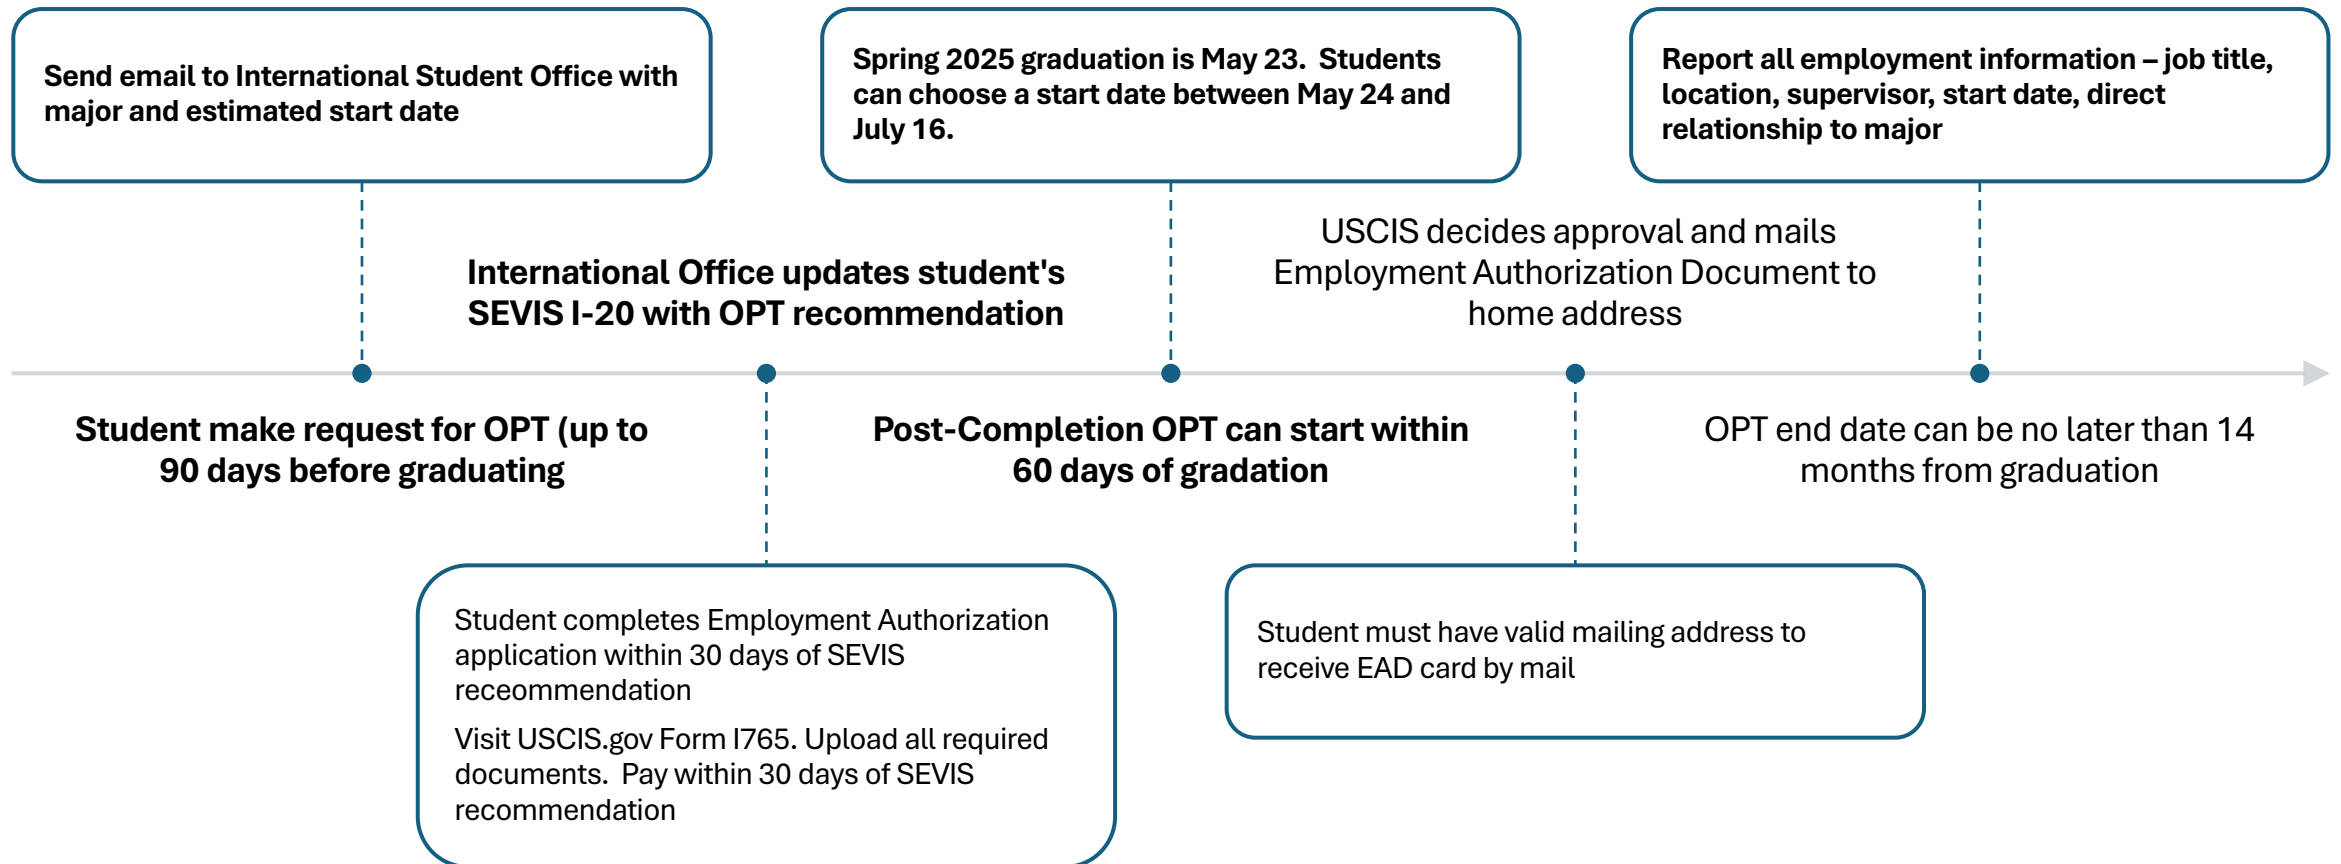 Send email to International Student Office with
major and estimated start date
Spring 2025 graduation is May 23.  Students
can choose a start date between May 24 and
July 16.
Report all employment information – job title,
location, supervisor, start date, direct
relationship to major
International Office updates student's
SEVIS I-20 with OPT recommendation
USCIS decides approval and mails
Employment Authorization Document to
home address
Student make request for OPT (up to
90 days before graduating
Post-Completion OPT can start within
60 days of gradation
OPT end date can be no later than 14
months from graduation
Student completes Employment Authorization
application within 30 days of SEVIS
receommendation
Visit USCIS.gov Form I765. Upload all required
documents.  Pay within 30 days of SEVIS
recommendation
Student must have valid mailing address to
receive EAD card by mail